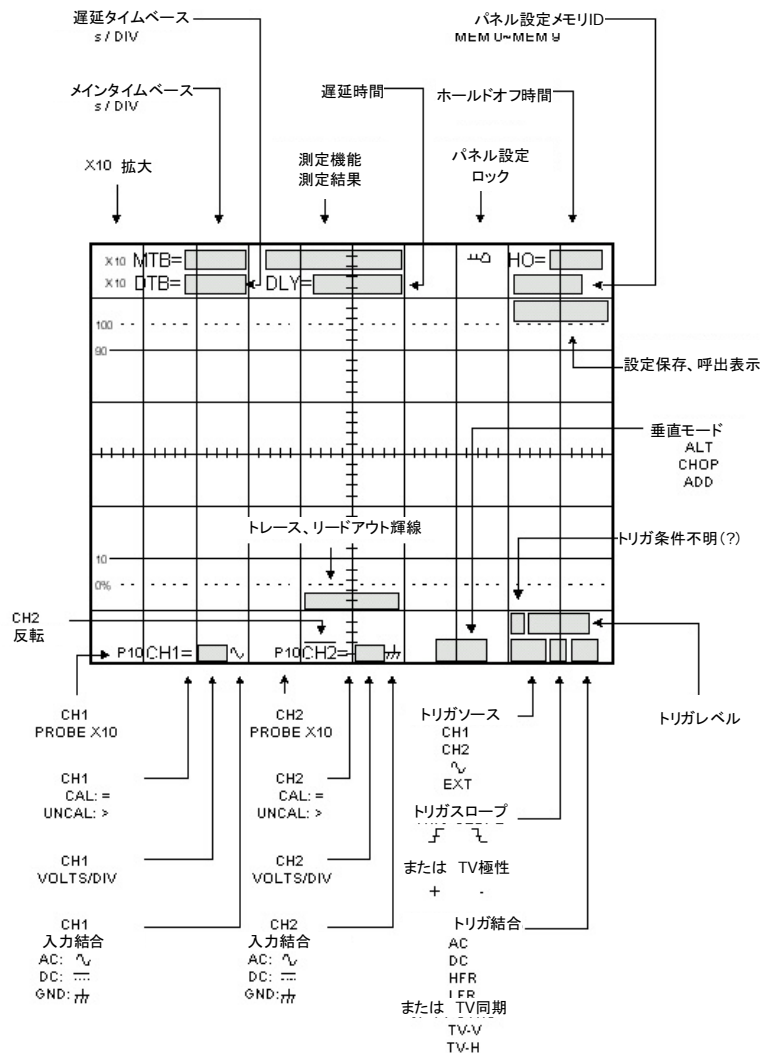 遅延タイムベース
s / DIV
パネル設定メモリID
MEM 0~MEM 9
メインタイムベース
s / DIV
遅延時間
ホールドオフ時間
X10 拡大
測定機能
測定結果
パネル設定
ロック
X10 MTB=
HO=
X10 DTB=
DLY=
100
90
設定保存、呼出表示
垂直モード
ALT
CHOP
ADD
トレース、リードアウト輝線
トリガ条件不明(?)
10
0%
CH2
反転
P10 CH1=
P10 CH2=
CH1
PROBE X10
CH2
PROBE X10
トリガソース
CH1
CH2
EXT
トリガレベル
CH1
CAL: =
UNCAL: >
CH2
CAL: =
UNCAL: >
トリガスロープ
または TV極性
+ -
CH1
VOLTS/DIV
CH2
VOLTS/DIV
CH1
入力結合
AC:
DC:
GND:
CH2
入力結合
AC:
DC:
GND:
トリガ結合
AC
DC
HFR
LFR
または TV同期
TV-V
TV-H